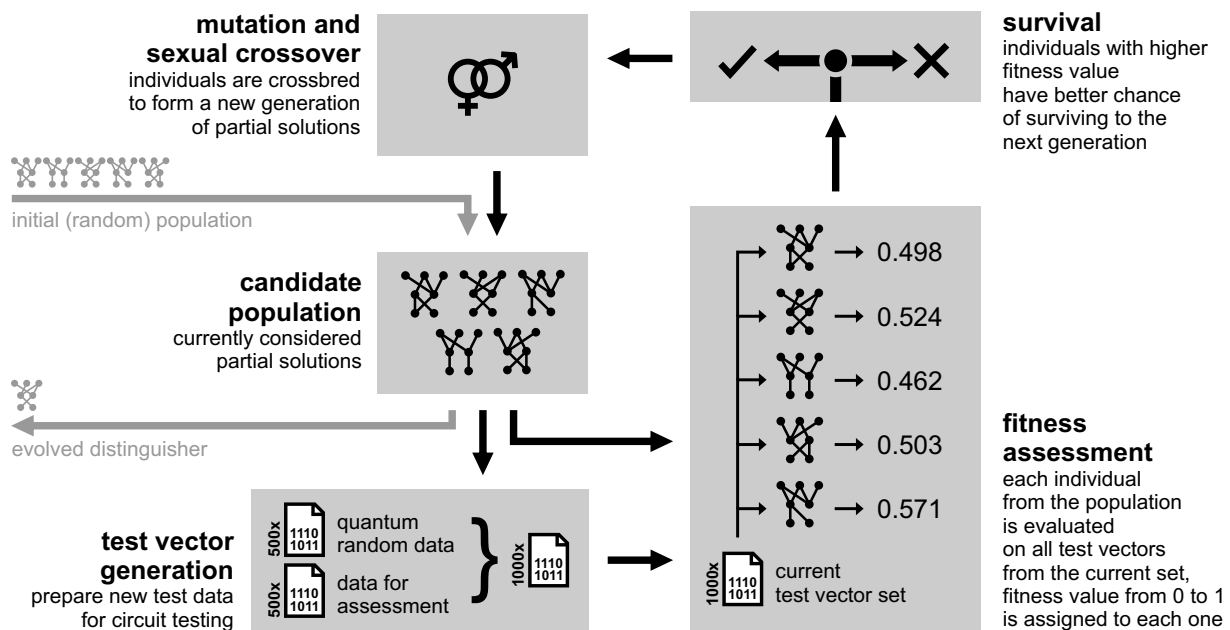 mutation and
sexual crossover
individuals are crossbred
to form a new generation
of partial solutions
survival
individuals with higher
fitness value
have better chance
of surviving to the
next generation
initial (random) population
candidate
population
currently considered
partial solutions
evolved distinguisher
0.498
0.524
0.462
0.503
0.571
1000x
1110
1011
current
test vector set
fitness
assessment
each individual
from the population
is evaluated
on all test vectors
from the current set,
fitness value from 0 to 1
is assigned to each one
test vector
generation
prepare new test data
for circuit testing
500x
1110
1011
quantum
random data
500x
1110
1011
data for
assessment
1000x
1110
1011